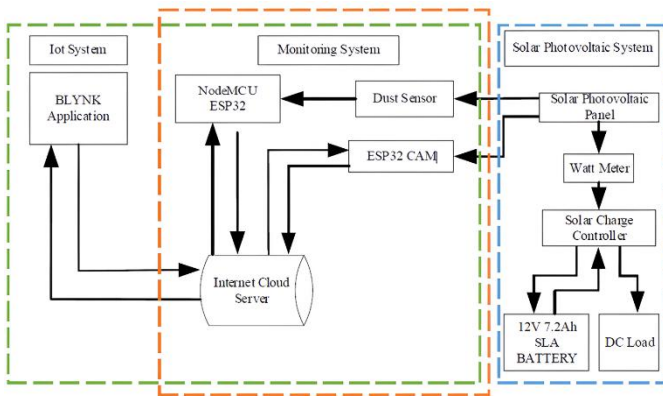 Iot System
Monitoring System
Solar Photovoltaic System
BLYNK
Application
NodeMCU
ESP32
Dust Sensor
Solar Photovoltaic
Panel
ESP32 CAM|
Watt Meter
Solar Charge
Controller
Internet Cloud
Server
12V 7.2Ah
SLA
BATTERY
DC Load